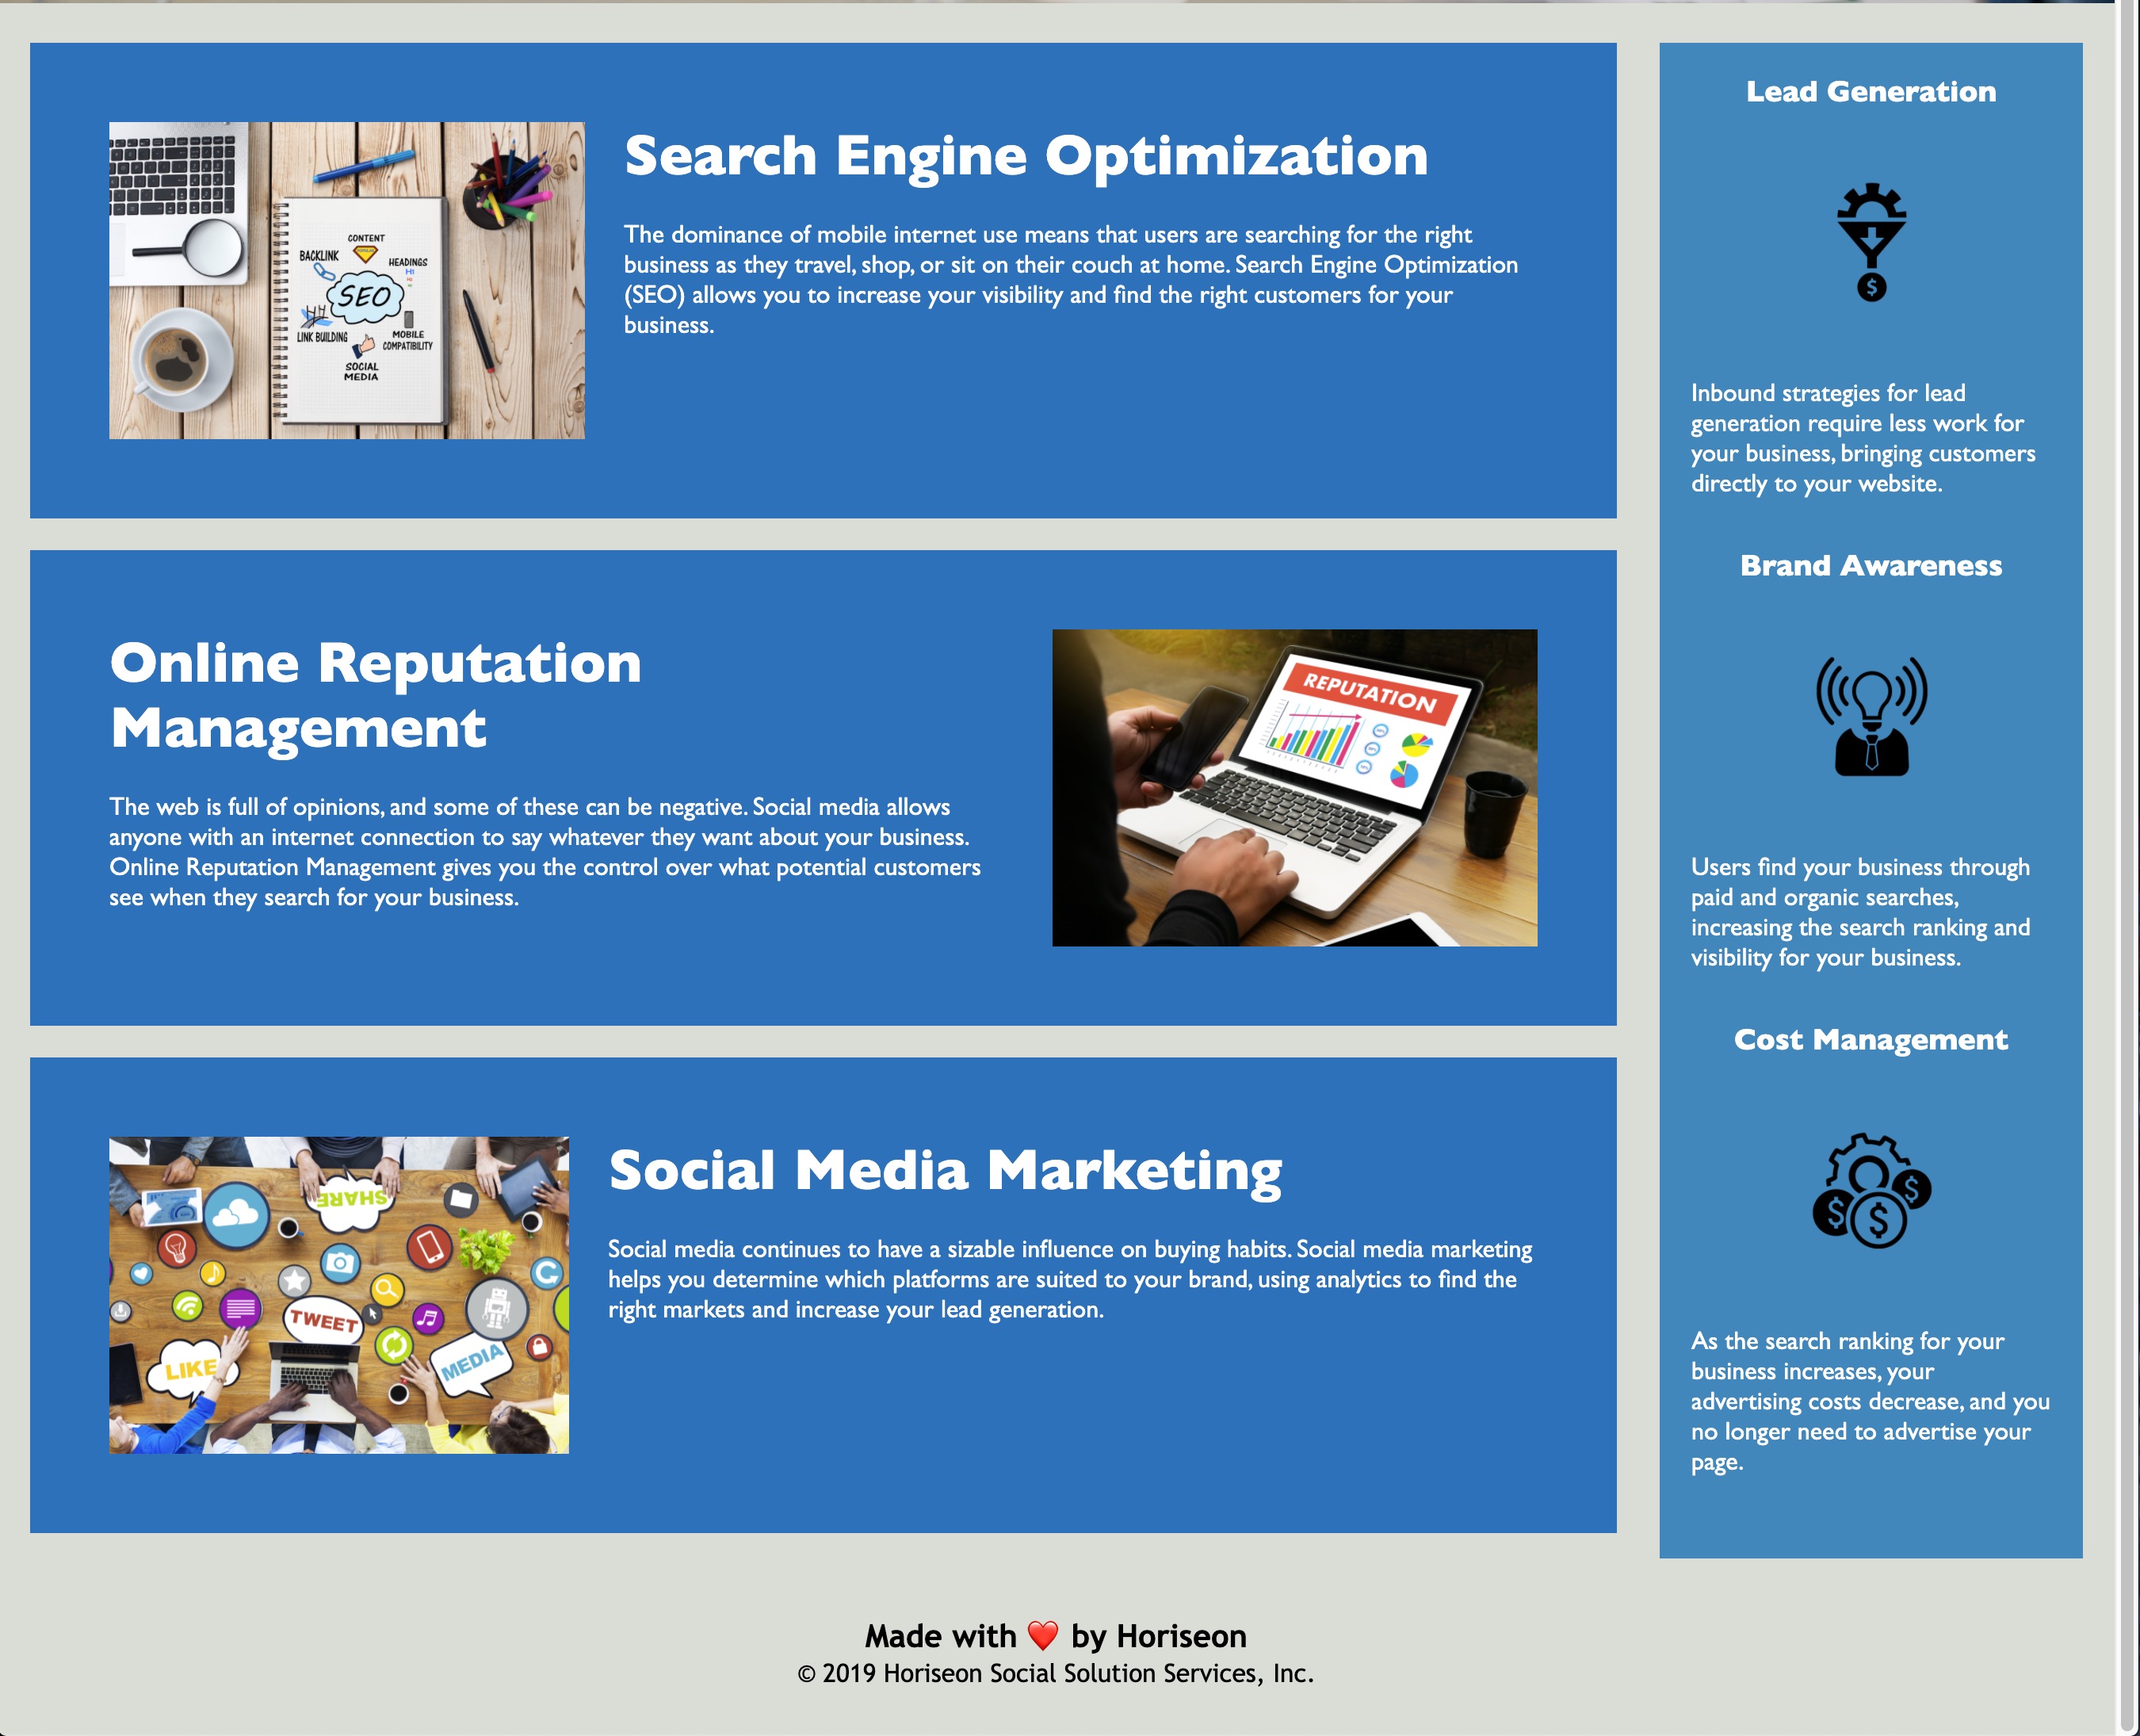 Search Engine Optimization
The dominance of mobile internet use means that users are searching for the right
business as they travel, shop, or sit on their couch at home. Search Engine Optimization
(SEO) allows you to increase your visibility and find the right customers for your
business.
CONTENT
BACKLINK
HEADINGS
H1
SEO
LINK BUILDING
MOBILE
COMPATIBILITY
SOCIAL
MEDIA
Online Reputation
Management
The web is full of opinions, and some of these can be negative. Social media allows
anyone with an internet connection to say whatever they want about your business.
Online Reputation Management gives you the control over what potential customers
see when they search for your business.
REPUTATION
Social Media Marketing
Social media continues to have a sizable influence on buying habits. Social media marketing
helps you determine which platforms are suited to your brand, using analytics to find the
right markets and increase your lead generation.
SHARE
TWEET
LIKE
MEDIA
Lead Generation
$
Inbound strategies for lead
generation require less work for
your business, bringing customers
directly to your website.
Brand Awareness
Users find your business through
paid and organic searches,
increasing the search ranking and
visibility for your business.
Cost Management
$ $ $
As the search ranking for your
business increases, your
advertising costs decrease, and you
no longer need to advertise your
page.
Made with ❤️ by Horiseon
© 2019 Horiseon Social Solution Services, Inc.